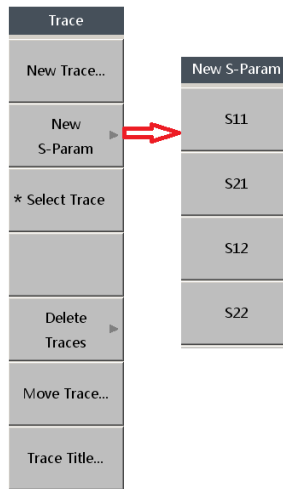 Trace
New Trace...
New
S-Param
* Select Trace
Delete
Traces
Move Trace...
Trace Title...
New S-Param
S11
S21
S12
S22